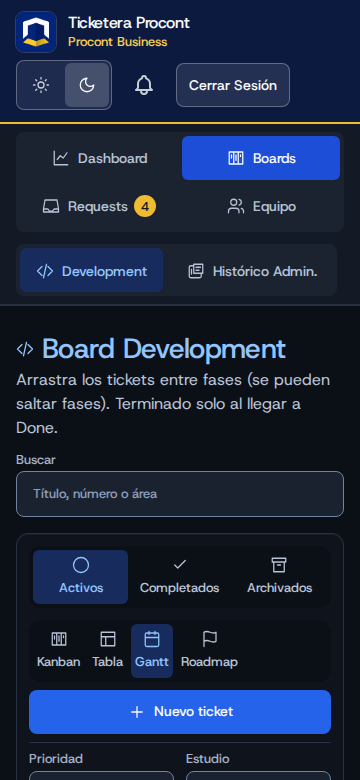 Ticketera Procont
Procont Business
Cerrar Sesión
Dashboard
Boards
Requests 4
Equipo
Development
Histórico Admin.
Board Development
Arrastra los tickets entre fases (se pueden
saltar fases). Terminado solo al llegar a
Done.
Buscar
Título, número o área
Activos
Completados
Archivados
Kanban
Tabla
Gantt
Roadmap
Nuevo ticket
Prioridad
Estudio